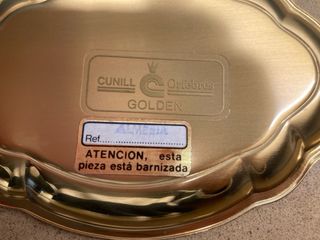 CUNILL Orfebres
GOLDEN
ALMERIA
Ref.
ATENCION, esta
pieza está barnizada